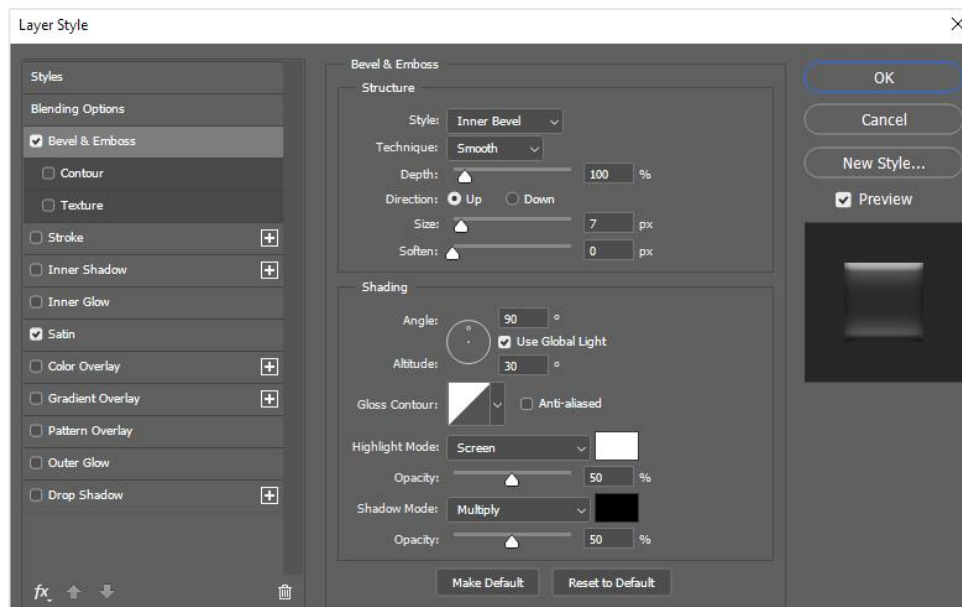 Layer Style
Styles
Blending Options
Bevel & Emboss
Contour
Texture
Stroke
Inner Shadow
Inner Glow
Satin
Color Overlay
Gradient Overlay
Pattern Overlay
Outer Glow
Drop Shadow
fx
Bevel & Emboss
Structure
Style: Inner Bevel
Technique: Smooth
Depth: 100 %
Direction: Up Down
Size: 7 px
Soften: 0 px
Shading
Angle: 90 °
Use Global Light
Altitude: 30 °
Gloss Contour: Anti-aliased
Highlight Mode: Screen
Opacity: 50 %
Shadow Mode: Multiply
Opacity: 50 %
Make Default Reset to Default
OK
Cancel
New Style...
Preview